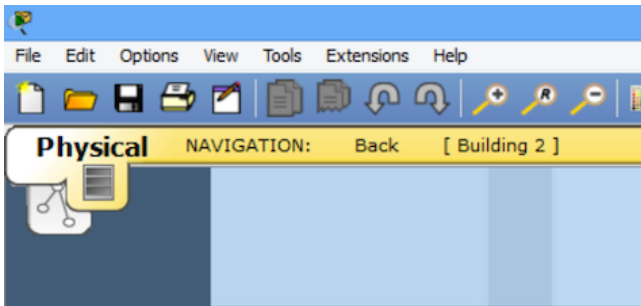 File Edit Options View Tools Extensions Help
R
Physical NAVIGATION: Back [ Building 2 ]